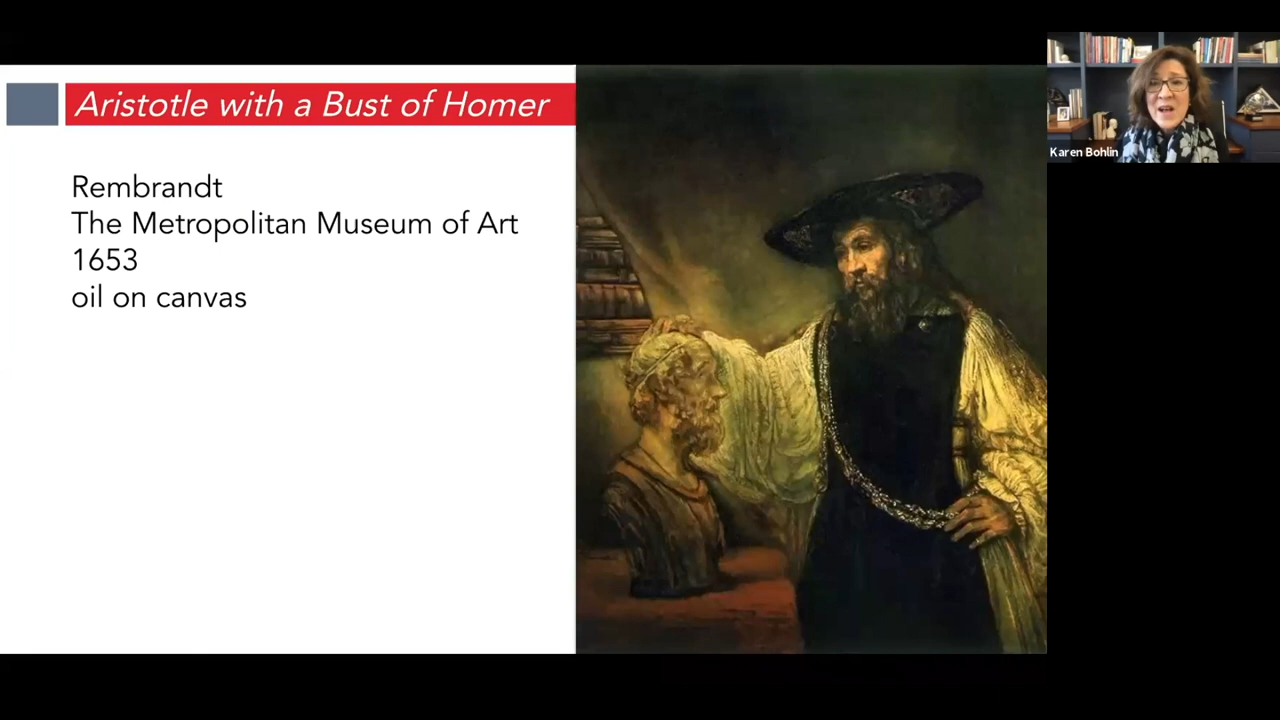 Aristotle with a Bust of Homer
Rembrandt
The Metropolitan Museum of Art
1653
oil on canvas
Karen Bohlin